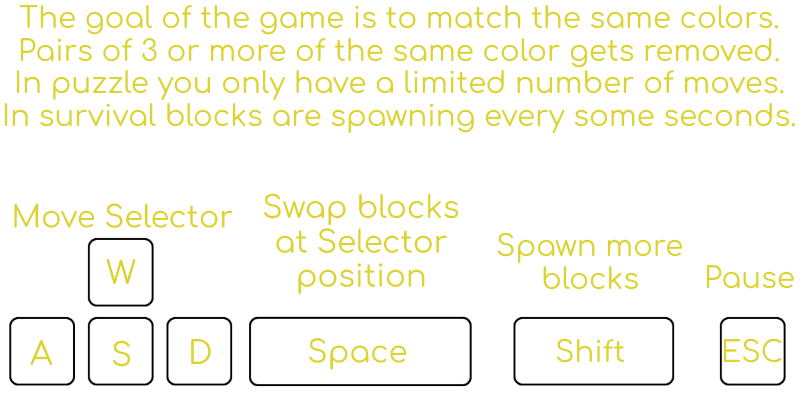 The goal of the game is to match the same colors.
Pairs of 3 or more of the same color gets removed.
In puzzle you only have a limited number of moves.
In survival blocks are spawning every some seconds.
Move Selector
W
A
S
D
Swap blocks
at Selector
position
Space
Spawn more
blocks
Shift
Pause
ESC